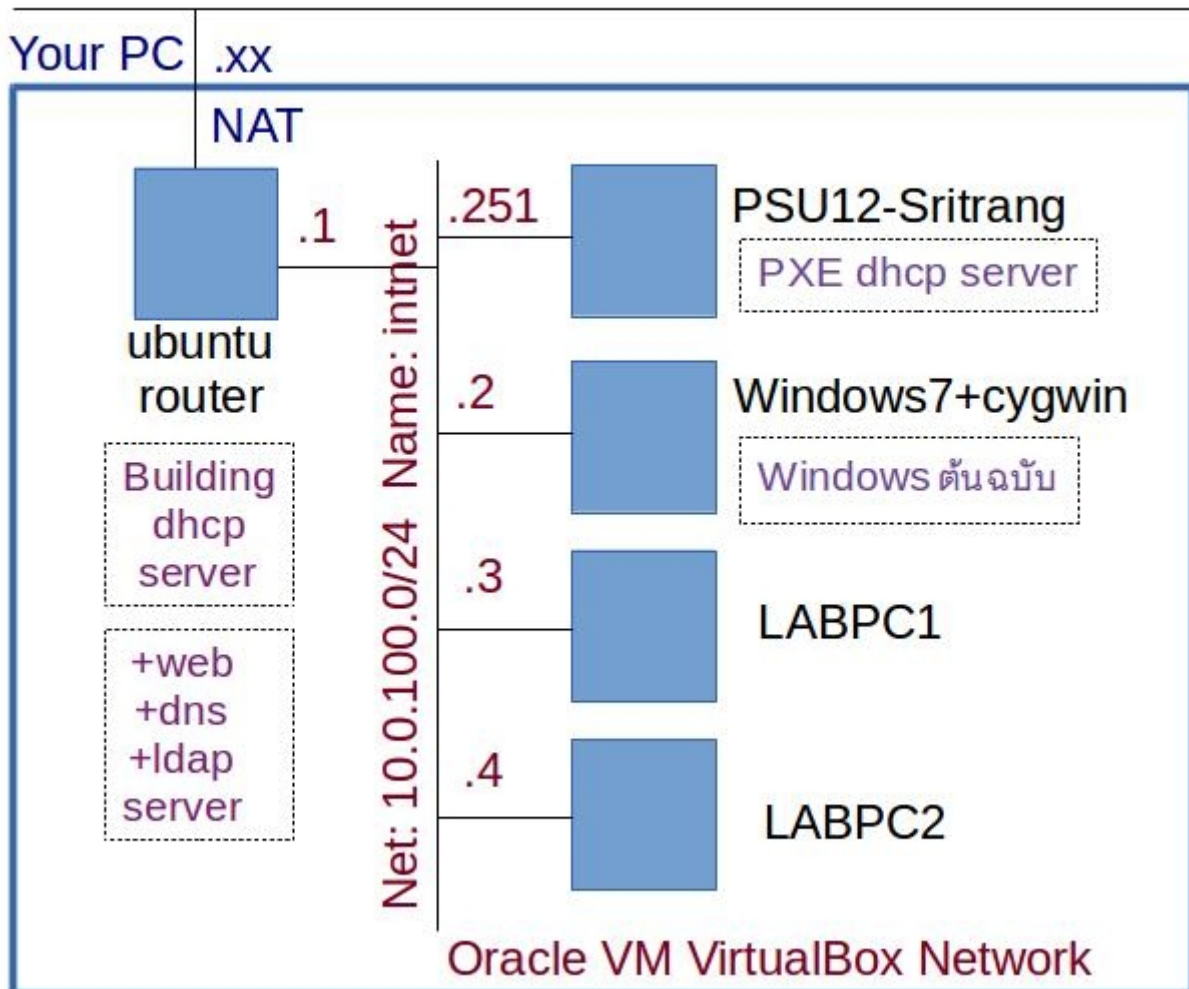 Your PC
.xx
NAT
.1
ubuntu
router
Building
dhcp
server
+web
+dns
+ldap
server
Net: 10.0.100.0/24 Name: intnet
.251
PSU12-Sritrang
PXE dhcp server
.2
Windows7+cygwin
Windows ต้นฉบับ
.3
LABPC1
.4
LABPC2
Oracle VM VirtualBox Network